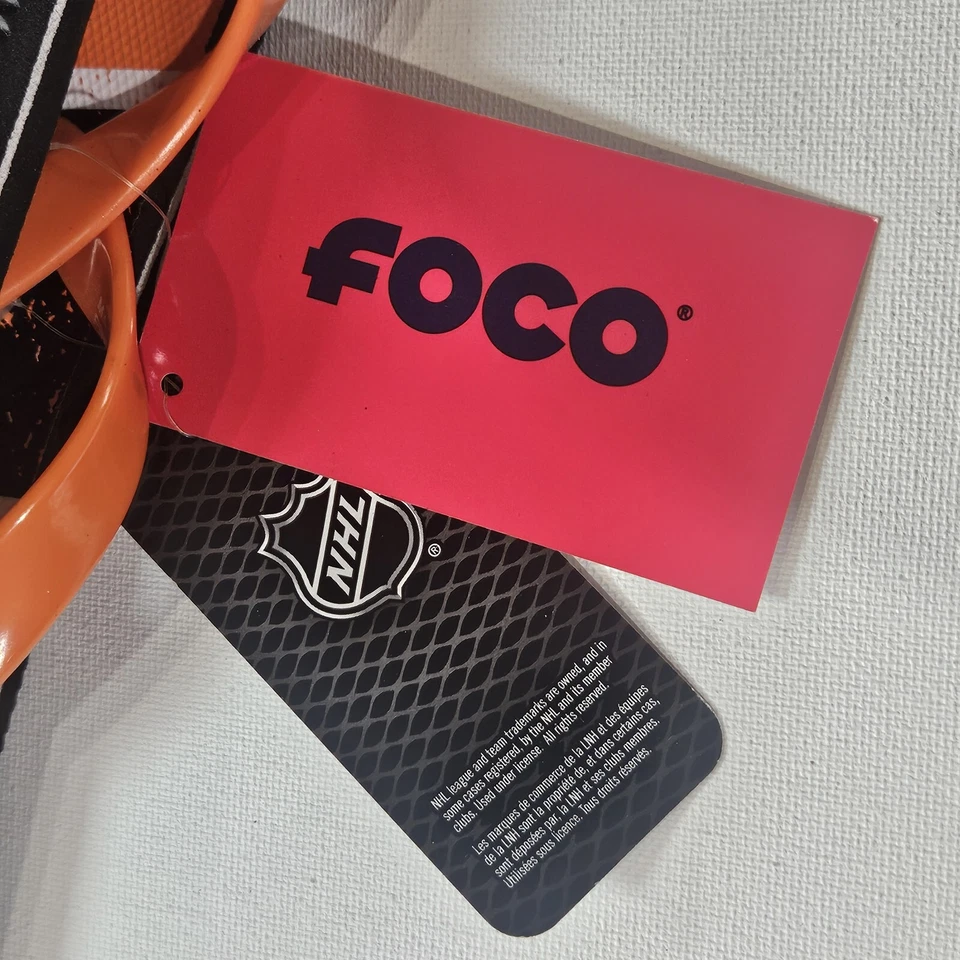 FOCO®
NHL®
NHL league and team trademarks are owned, and in
some cases registered, by the NHL and its member
clubs. Used under license. All rights reserved.
Les marques de commerce de la LNH et des équipes
de la LNH sont la propriété de, et dans certains cas,
sont déposées par, la LNH et ses clubs membres.
Utilisées sous licence. Tous droits réservés.